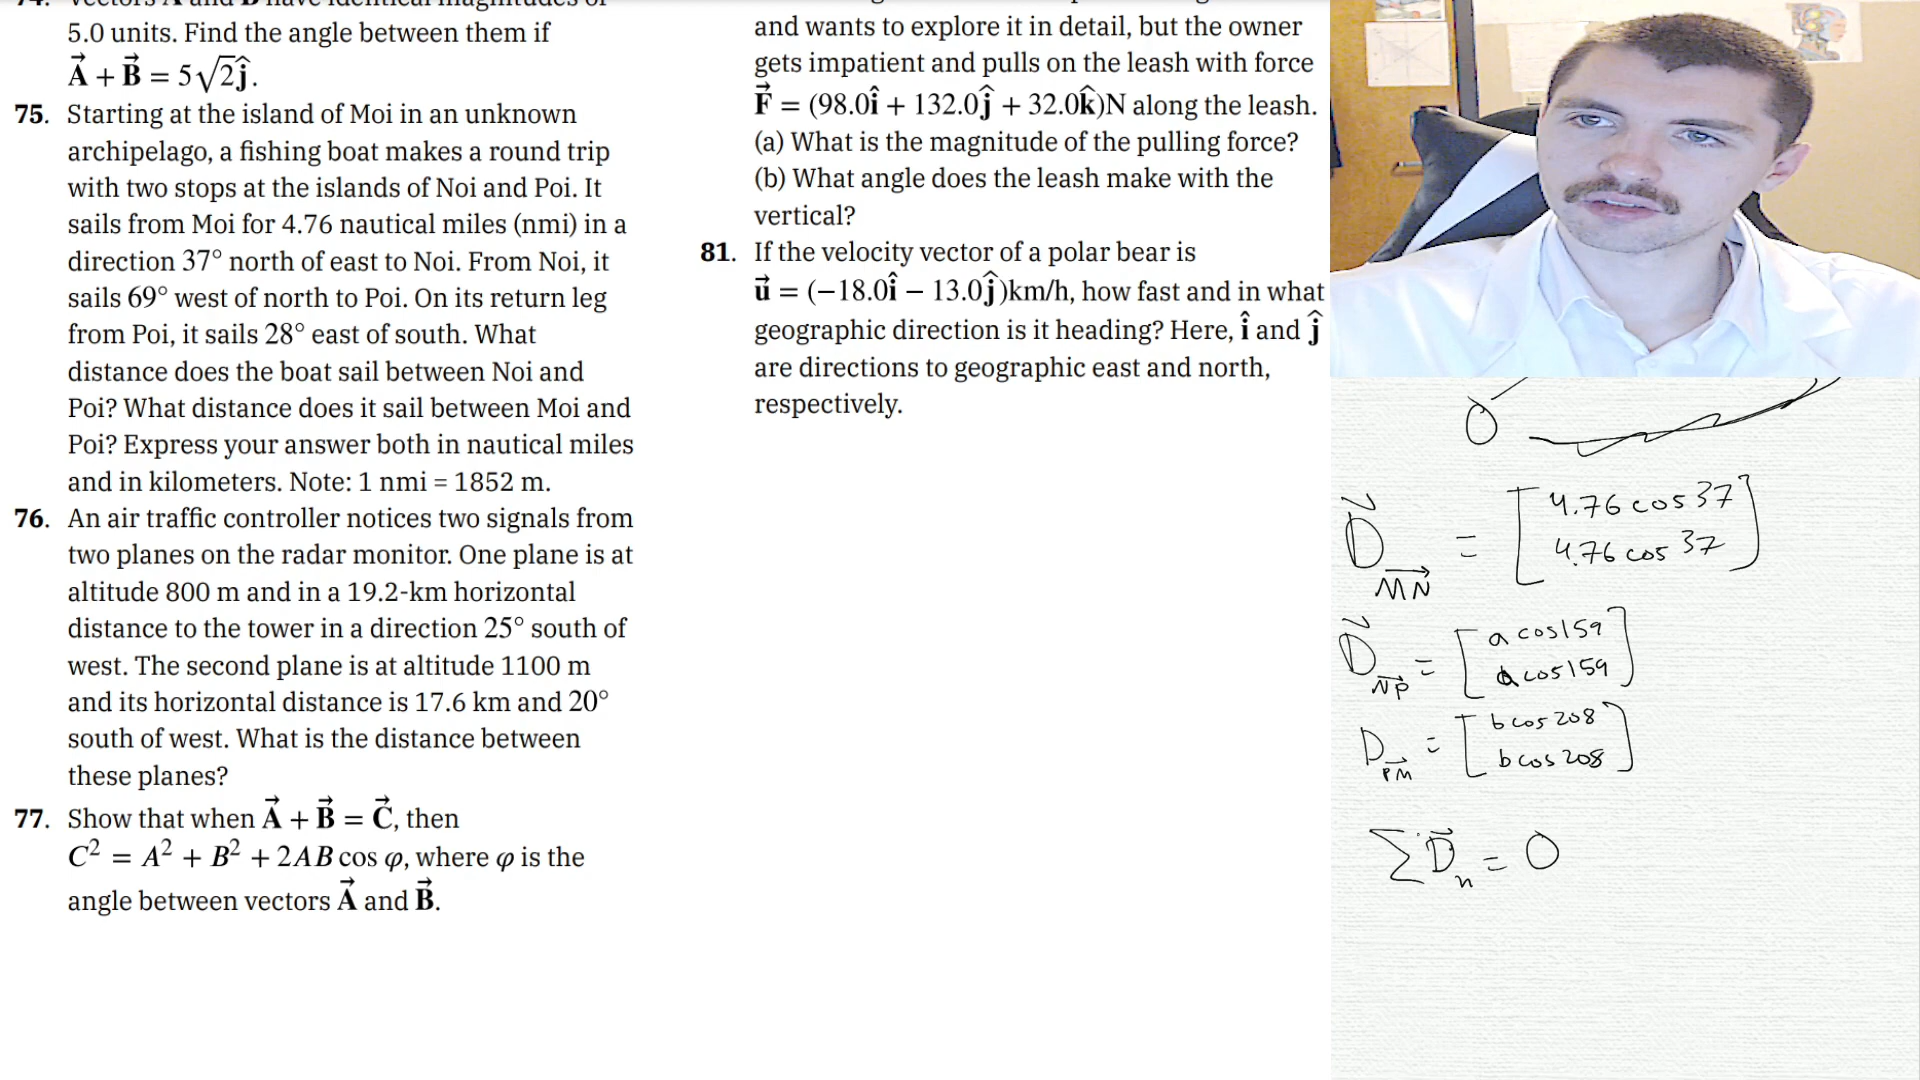 5.0 units. Find the angle between them if
A⃗ + B⃗ = 5√2ĵ.
75. Starting at the island of Moi in an unknown
archipelago, a fishing boat makes a round trip
with two stops at the islands of Noi and Poi. It
sails from Moi for 4.76 nautical miles (nmi) in a
direction 37° north of east to Noi. From Noi, it
sails 69° west of north to Poi. On its return leg
from Poi, it sails 28° east of south. What
distance does the boat sail between Noi and
Poi? What distance does it sail between Moi and
Poi? Express your answer both in nautical miles
and in kilometers. Note: 1 nmi = 1852 m.
76. An air traffic controller notices two signals from
two planes on the radar monitor. One plane is at
altitude 800 m and in a 19.2-km horizontal
distance to the tower in a direction 25° south of
west. The second plane is at altitude 1100 m
and its horizontal distance is 17.6 km and 20°
south of west. What is the distance between
these planes?
77. Show that when A⃗ + B⃗ = C⃗, then
C² = A² + B² + 2AB cos φ, where φ is the
angle between vectors A⃗ and B⃗.
and wants to explore it in detail, but the owner
gets impatient and pulls on the leash with force
F⃗ = (98.0î + 132.0ĵ + 32.0k̂)N along the leash.
(a) What is the magnitude of the pulling force?
(b) What angle does the leash make with the
vertical?
81. If the velocity vector of a polar bear is
u⃗ = (−18.0î − 13.0ĵ)km/h, how fast and in what
geographic direction is it heading? Here, î and ĵ
are directions to geographic east and north,
respectively.
D⃗ MN = [4.76 cos 37
4.76 cos 37]
D⃗ NP = [a cos 159
a cos 159]
D PM = [b cos 208
b cos 208]
∑D⃗n = 0